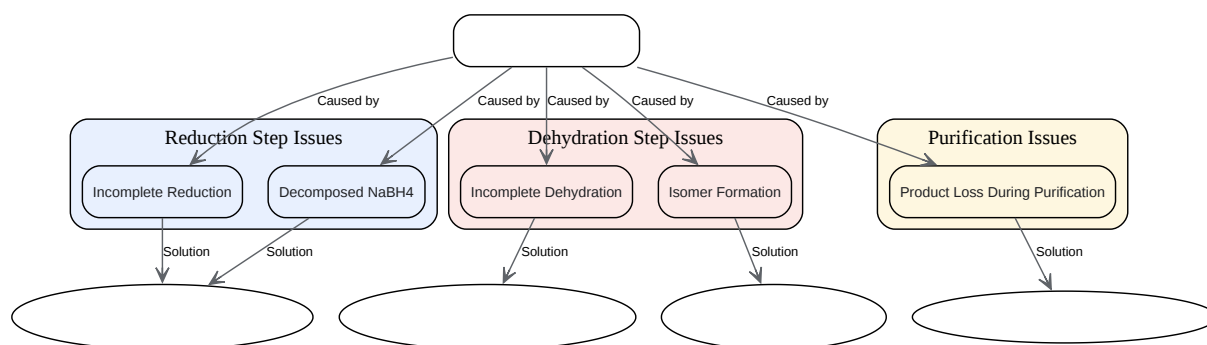 Caused by
Caused by
Caused by
Caused by
Caused by
Reduction Step Issues
Dehydration Step Issues
Purification Issues
Incomplete Reduction
Decomposed NaBH4
Incomplete Dehydration
Isomer Formation
Product Loss During Purification
Solution
Solution
Solution
Solution
Solution